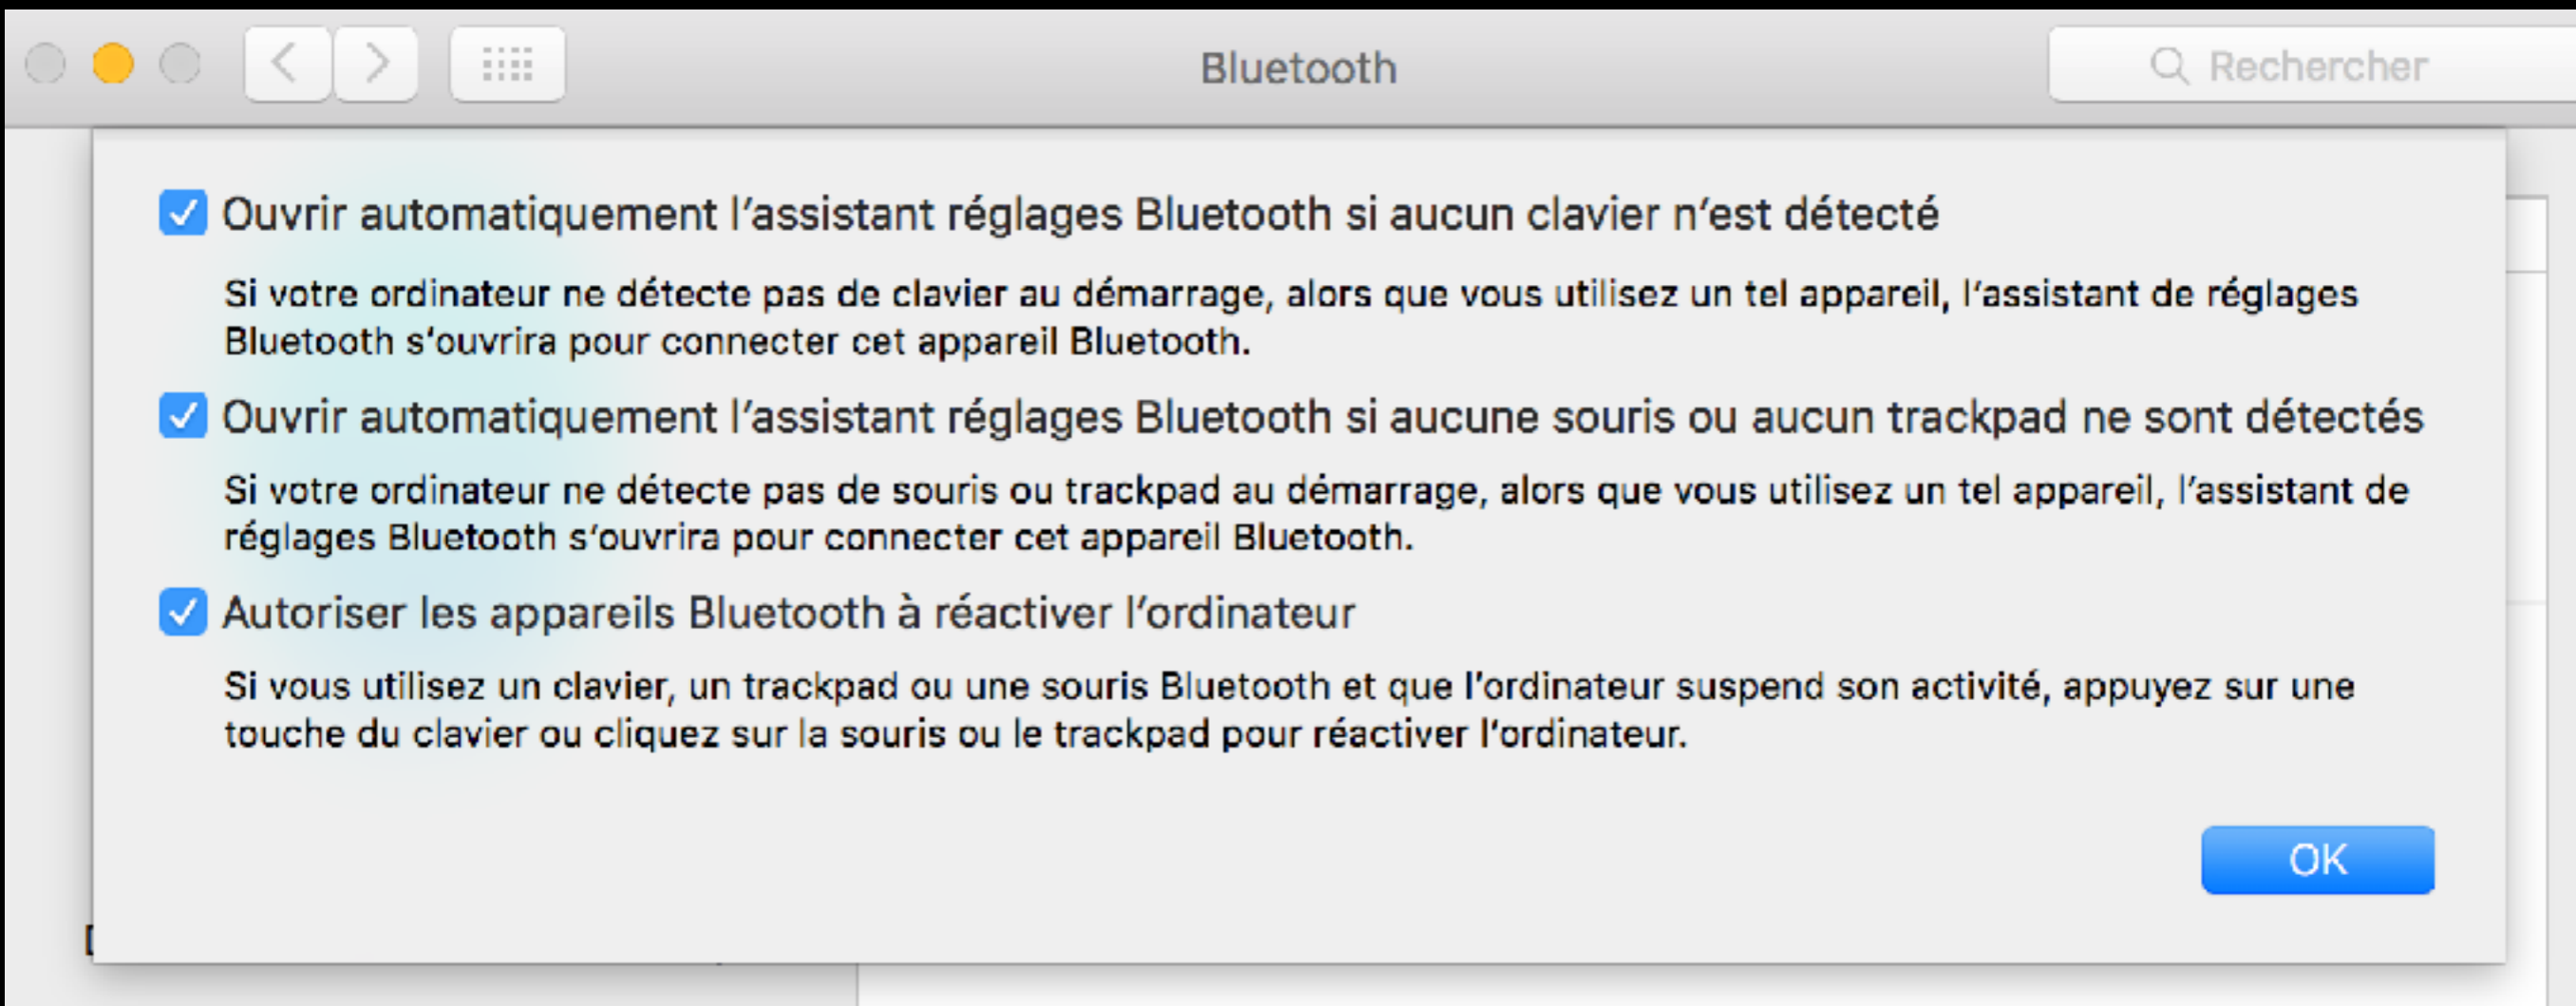 Bluetooth
Rechercher
Ouvrir automatiquement l’assistant réglages Bluetooth si aucun clavier n’est détecté
Si votre ordinateur ne détecte pas de clavier au démarrage, alors que vous utilisez un tel appareil, l’assistant de réglages
Bluetooth s’ouvrira pour connecter cet appareil Bluetooth.
Ouvrir automatiquement l’assistant réglages Bluetooth si aucune souris ou aucun trackpad ne sont détectés
Si votre ordinateur ne détecte pas de souris ou trackpad au démarrage, alors que vous utilisez un tel appareil, l’assistant de
réglages Bluetooth s’ouvrira pour connecter cet appareil Bluetooth.
Autoriser les appareils Bluetooth à réactiver l’ordinateur
Si vous utilisez un clavier, un trackpad ou une souris Bluetooth et que l’ordinateur suspend son activité, appuyez sur une
touche du clavier ou cliquez sur la souris ou le trackpad pour réactiver l’ordinateur.
OK